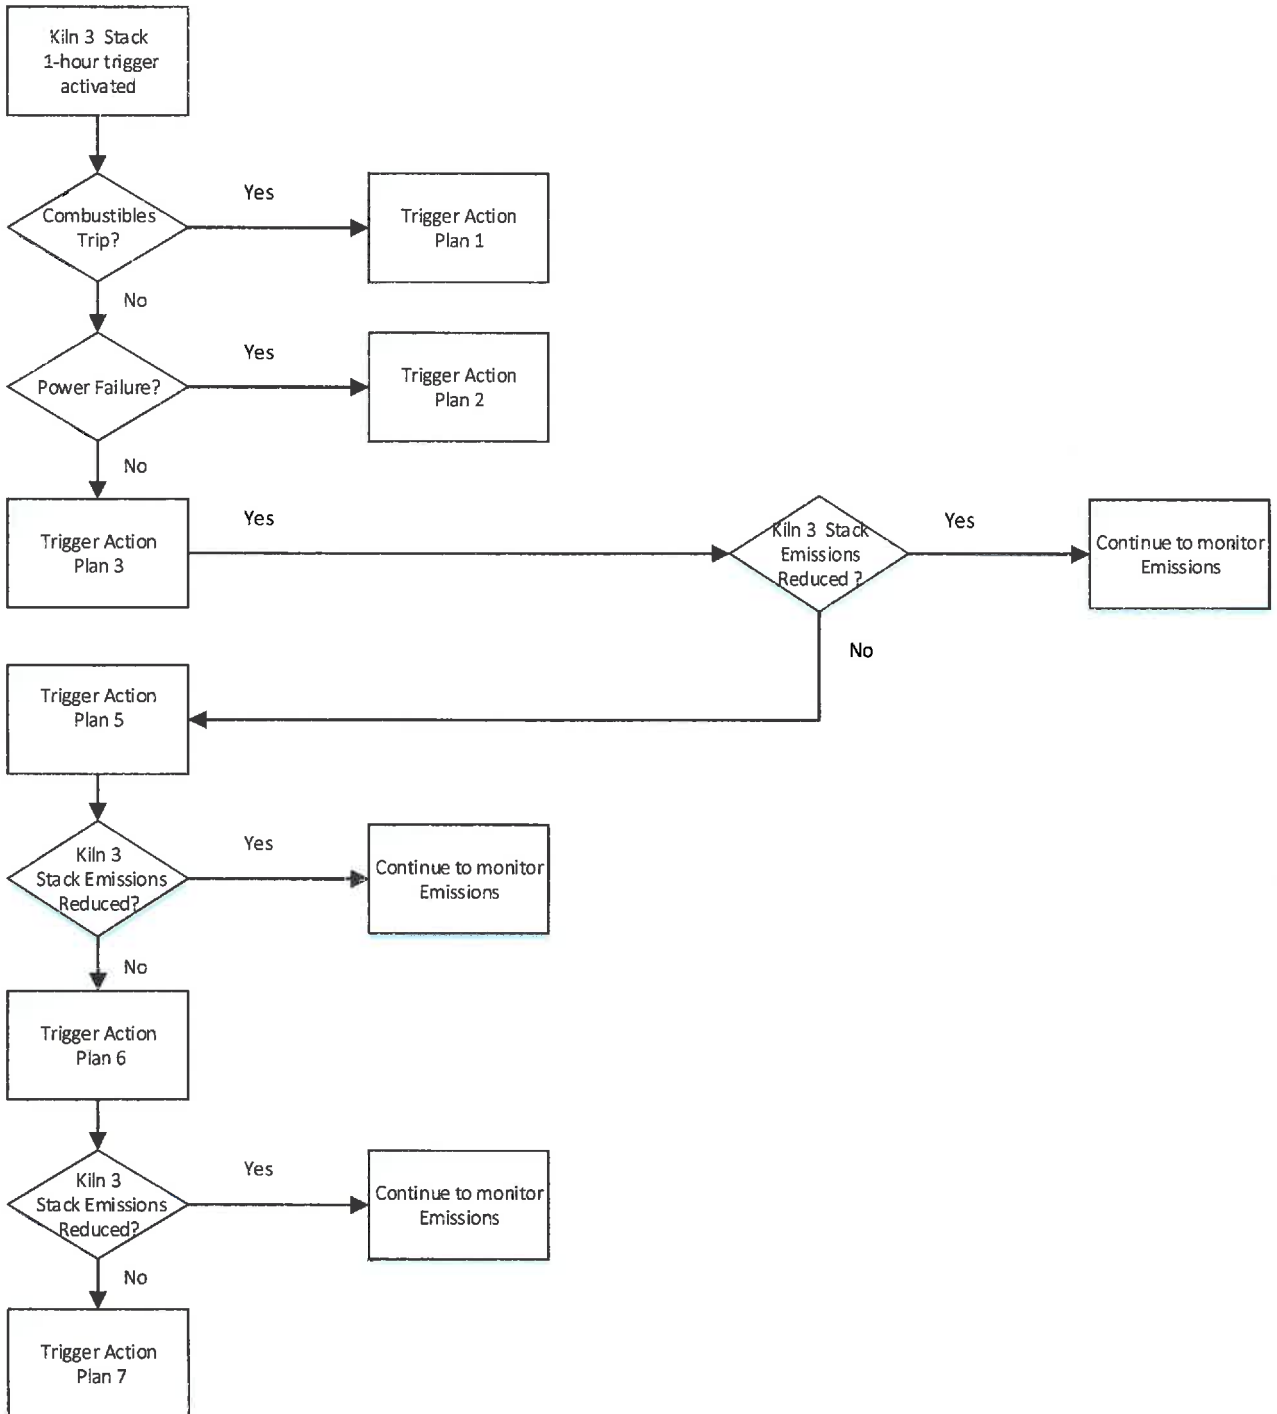 Kiln 3 Stack
1-hour trigger
activated
Combustibles
Trip?
Yes
Trigger Action
Plan 1
No
Power Failure?
Yes
Trigger Action
Plan 2
No
Trigger Action
Plan 3
Yes
Kiln 3 Stack
Emissions
Reduced ?
Yes
Continue to monitor
Emissions
No
Trigger Action
Plan 5
Kiln 3
Stack Emissions
Reduced?
Yes
Continue to monitor
Emissions
No
Trigger Action
Plan 6
Kiln 3
Stack Emissions
Reduced?
Yes
Continue to monitor
Emissions
No
Trigger Action
Plan 7